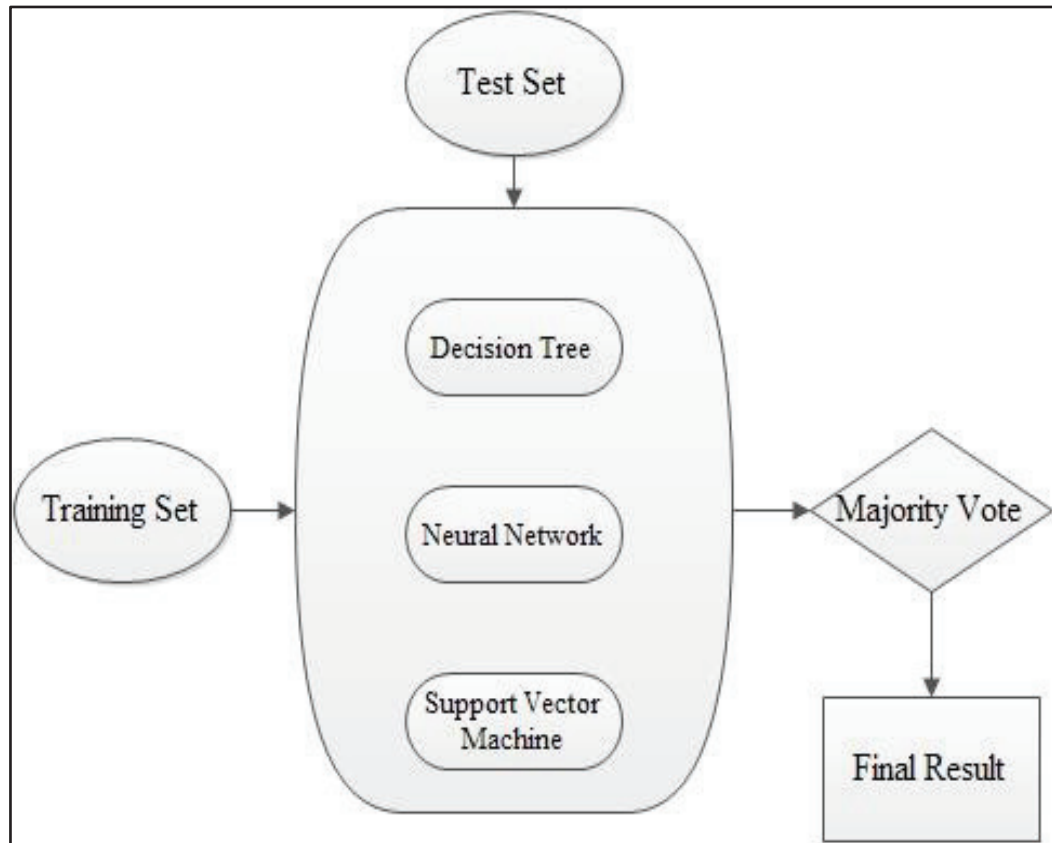 Test Set
Decision Tree
Training Set
Neural Network
Majority Vote
Support Vector
Machine
Final Result